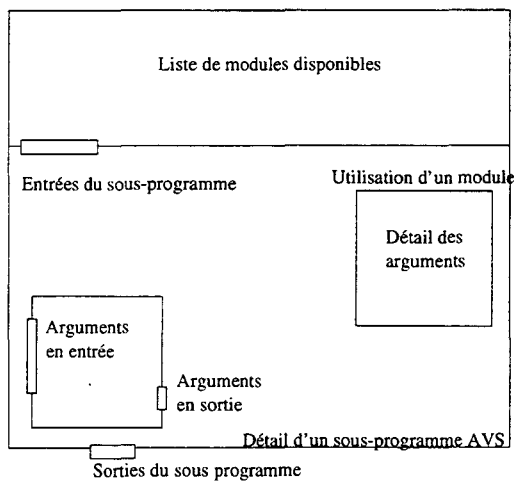 Liste de modules disponibles
Entrées du sous-programme
Utilisation d'un module
Détail des
arguments
Arguments
en entrée
Arguments
en sortie
Détail d'un sous-programme AVS
Sorties du sous programme